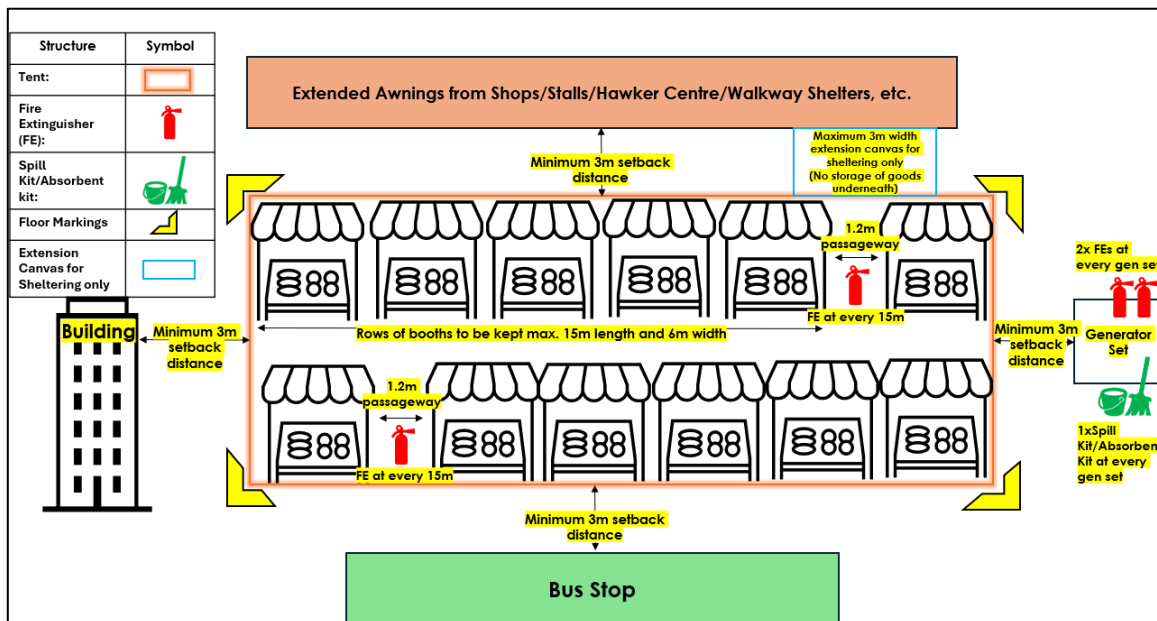 Structure Symbol
Tent:
Fire
Extinguisher
(FE):
Spill
Kit/Absorbent
kit:
Floor Markings
Extension
Canvas for
Sheltering only
Extended Awnings from Shops/Stalls/Hawker Centre/Walkway Shelters, etc.
Minimum 3m setback
distance
Maximum 3m width
extension canvas for
sheltering only
(No storage of goods
underneath)
1.2m
passageway
FE at every 15m
Rows of booths to be kept max. 15m length and 6m width
Building
Minimum 3m
setback
distance
Minimum 3m
setback
distance
2x FEs at
every gen set
Generator
Set
1xSpill
Kit/Absorben
Kit at every
gen set
1.2m
passageway
FE at every 15m
Minimum 3m setback
distance
Bus Stop